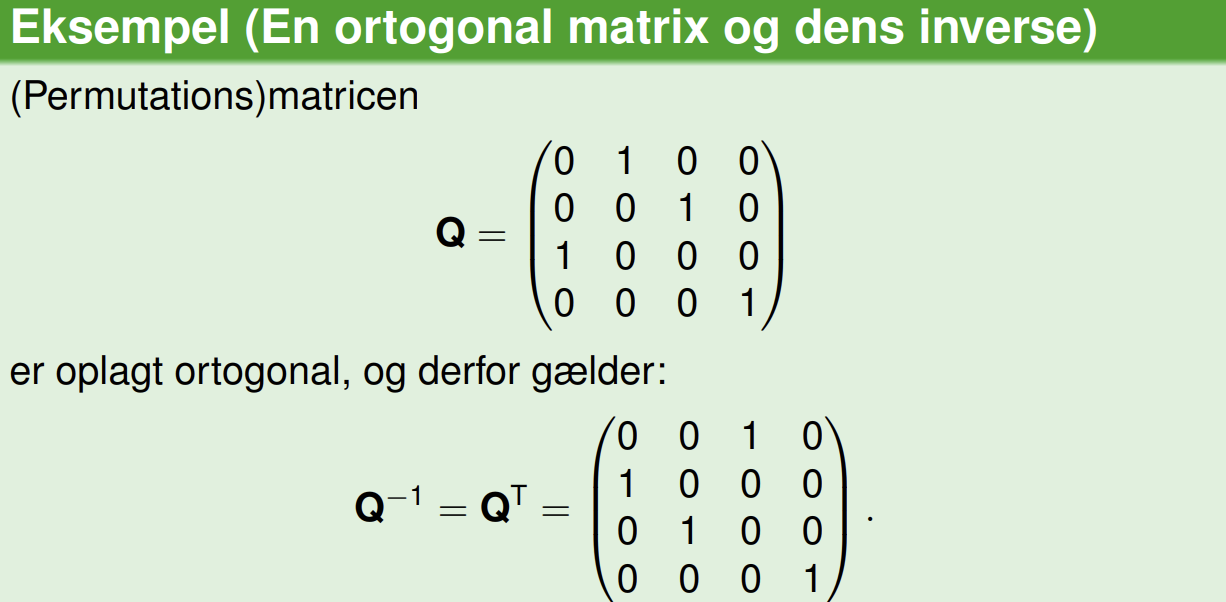 Eksempel (En ortogonal matrix og dens inverse)
(Permutations)matricen
0 1 0 0
0 0 1 0
Q =
1 0 0 0
0 0 0 1
er oplagt ortogonal, og derfor gælder:
0 0 1 0
1 0 0 0
Q⁻¹ = Qᵀ = .
0 1 0 0
0 0 0 1